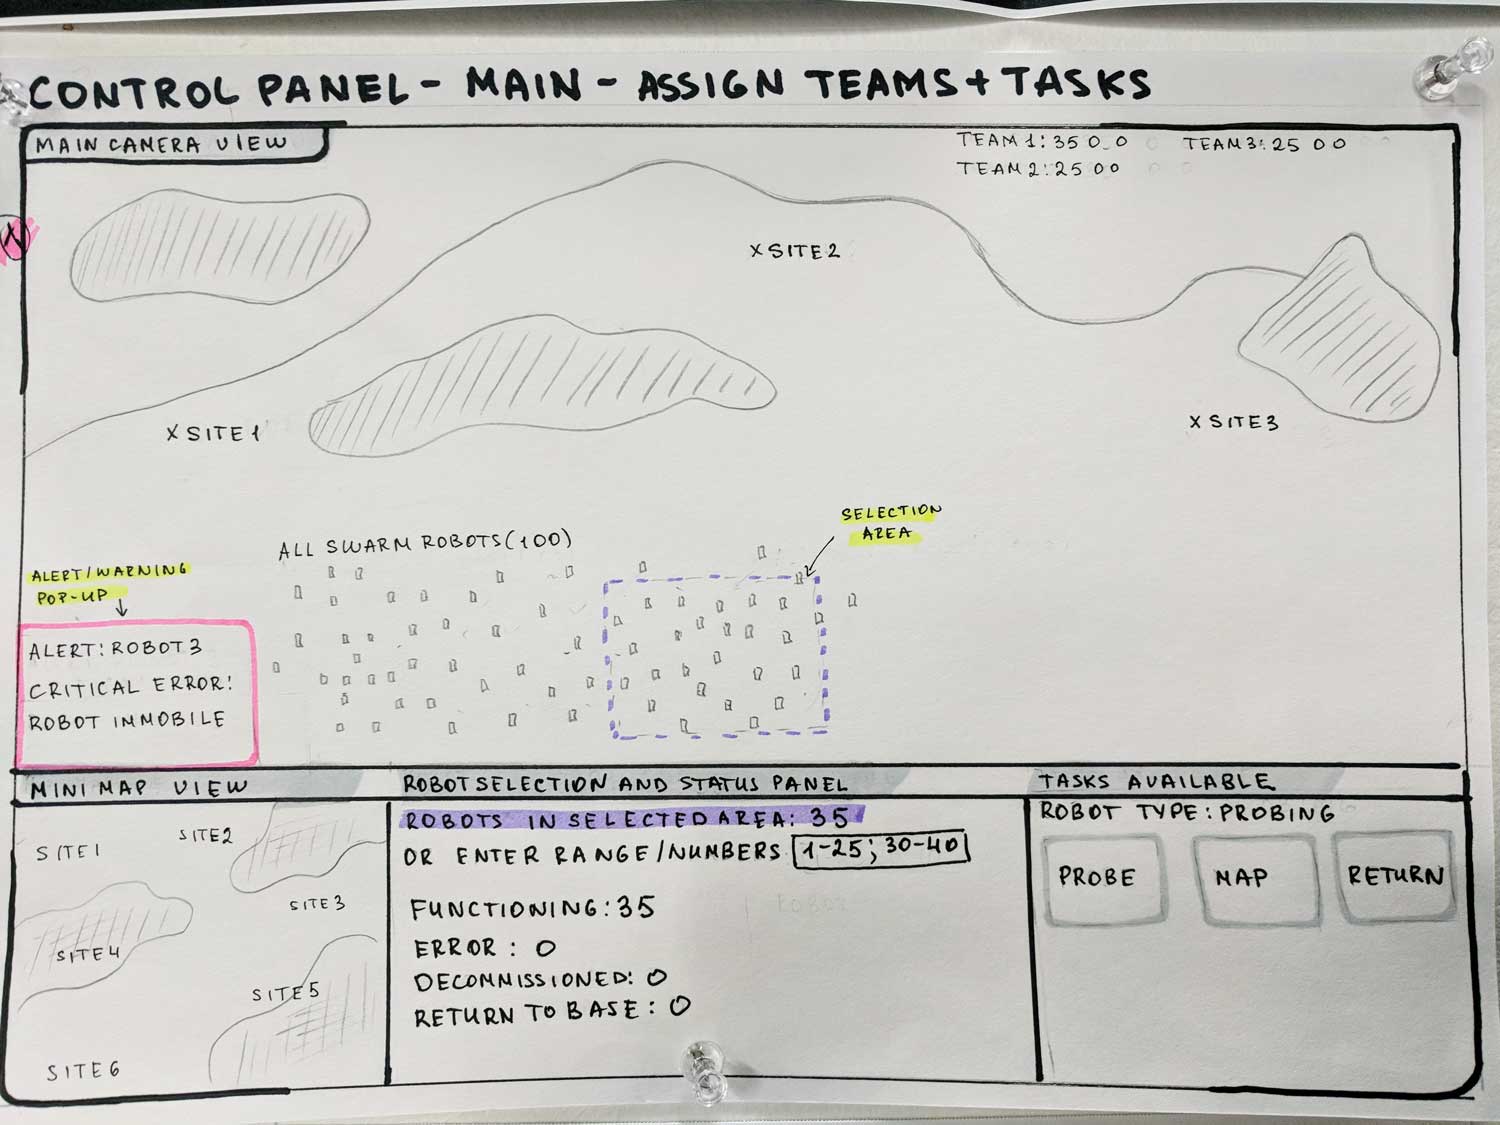 CONTROL PANEL - MAIN - ASSIGN TEAMS + TASKS
MAIN CAMERA VIEW
TEAM 1: 35 0 0
TEAM 3: 25 0 0
TEAM 2: 25 0 0
X SITE 2
X SITE 1
X SITE 3
SELECTION
AREA
ALL SWARM ROBOTS (100)
ALERT/WARNING
POP-UP
ALERT: ROBOT 3
CRITICAL ERROR!
ROBOT IMMOBILE
MINI MAP VIEW
SITE 2
SITE 1
SITE 3
SITE 4
SITE 5
SITE 6
ROBOT SELECTION AND STATUS PANEL
ROBOTS IN SELECTED AREA: 35
OR ENTER RANGE/NUMBERS 1-25; 30-40
FUNCTIONING: 35
ERROR: 0
DECOMMISSIONED: 0
RETURN TO BASE: 0
TASKS AVAILABLE
ROBOT TYPE: PROBING
PROBE
MAP
RETURN